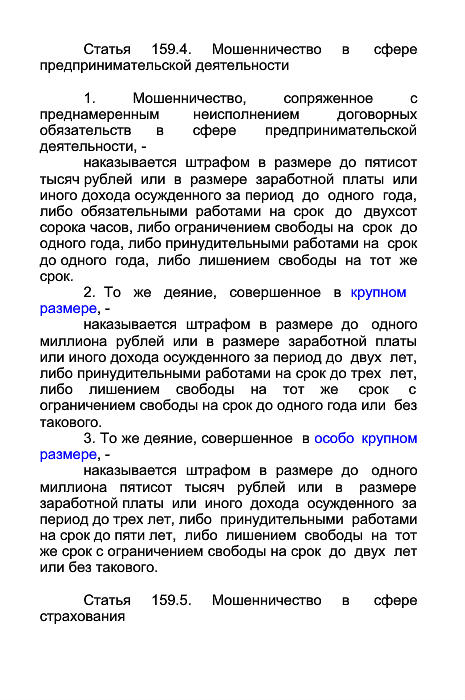 Статья 159.4. Мошенничество в сфере
предпринимательской деятельности
1. Мошенничество, сопряженное с
преднамеренным неисполнением договорных
обязательств в сфере предпринимательской
деятельности, -
наказывается штрафом в размере до пятисот
тысяч рублей или в размере заработной платы или
иного дохода осужденного за период до одного года,
либо обязательными работами на срок до двухсот
сорока часов, либо ограничением свободы на срок до
одного года, либо принудительными работами на срок
до одного года, либо лишением свободы на тот же
срок.
2. То же деяние, совершенное в крупном
размере, -
наказывается штрафом в размере до одного
миллиона рублей или в размере заработной платы
или иного дохода осужденного за период до двух лет,
либо принудительными работами на срок до трех лет,
либо лишением свободы на тот же срок с
ограничением свободы на срок до одного года или без
такового.
3. То же деяние, совершенное в особо крупном
размере, -
наказывается штрафом в размере до одного
миллиона пятисот тысяч рублей или в размере
заработной платы или иного дохода осужденного за
период до трех лет, либо принудительными работами
на срок до пяти лет, либо лишением свободы на тот
же срок с ограничением свободы на срок до двух лет
или без такового.
Статья 159.5. Мошенничество в сфере
страхования